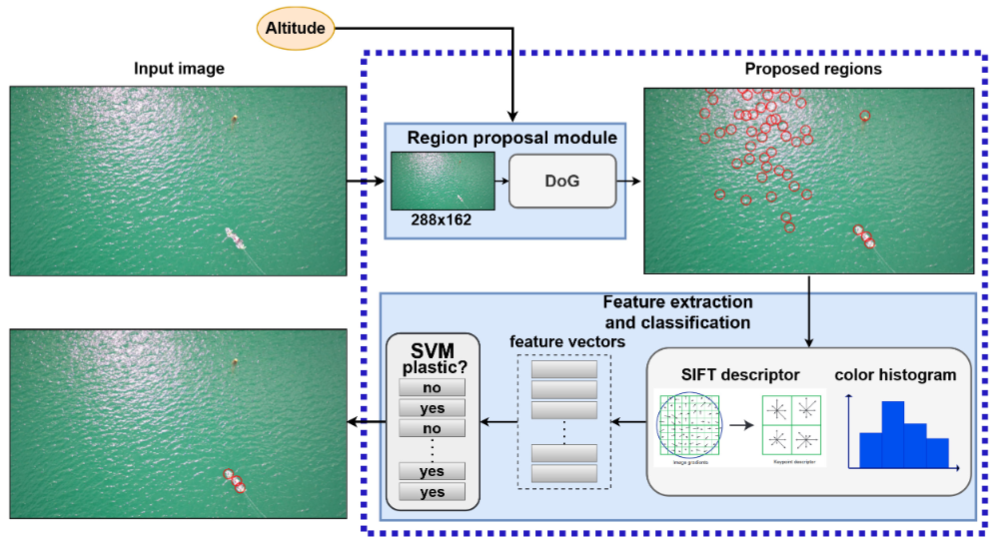 Altitude
Input image
Proposed regions
Region proposal module
DoG
288x162
Feature extraction
and classification
feature vectors
SVM
plastic?
no
yes
no
yes
yes
SIFT descriptor
color histogram
Image gradients
Keypoint descriptor